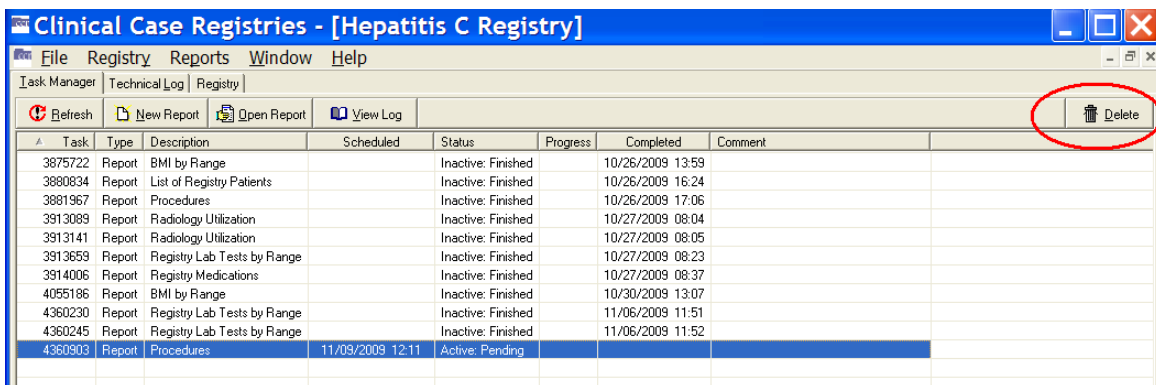 Clinical Case Registries - [Hepatitis C Registry]
File Registry Reports Window Help
Task Manager Technical Log Registry
Refresh New Report Open Report View Log Delete
Task Type Description Scheduled Status Progress Completed Comment
3875722 Report BMI by Range Inactive: Finished 10/26/2009 13:59
3880834 Report List of Registry Patients Inactive: Finished 10/26/2009 16:24
3881967 Report Procedures Inactive: Finished 10/26/2009 17:06
3913089 Report Radiology Utilization Inactive: Finished 10/27/2009 08:04
3913141 Report Radiology Utilization Inactive: Finished 10/27/2009 08:05
3913659 Report Registry Lab Tests by Range Inactive: Finished 10/27/2009 08:23
3914006 Report Registry Medications Inactive: Finished 10/27/2009 08:37
4055186 Report BMI by Range Inactive: Finished 10/30/2009 13:07
4360230 Report Registry Lab Tests by Range Inactive: Finished 11/06/2009 11:51
4360245 Report Registry Lab Tests by Range Inactive: Finished 11/06/2009 11:52
4360903 Report Procedures 11/09/2009 12:11 Active: Pending